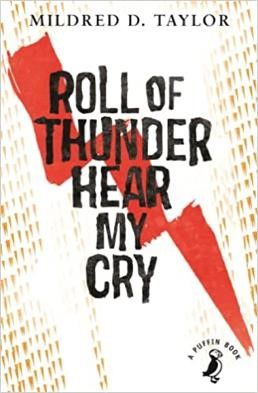 MILDRED D. TAYLOR
ROLL OF
THUNDER
HEAR
MY
CRY
A PUFFIN BOOK